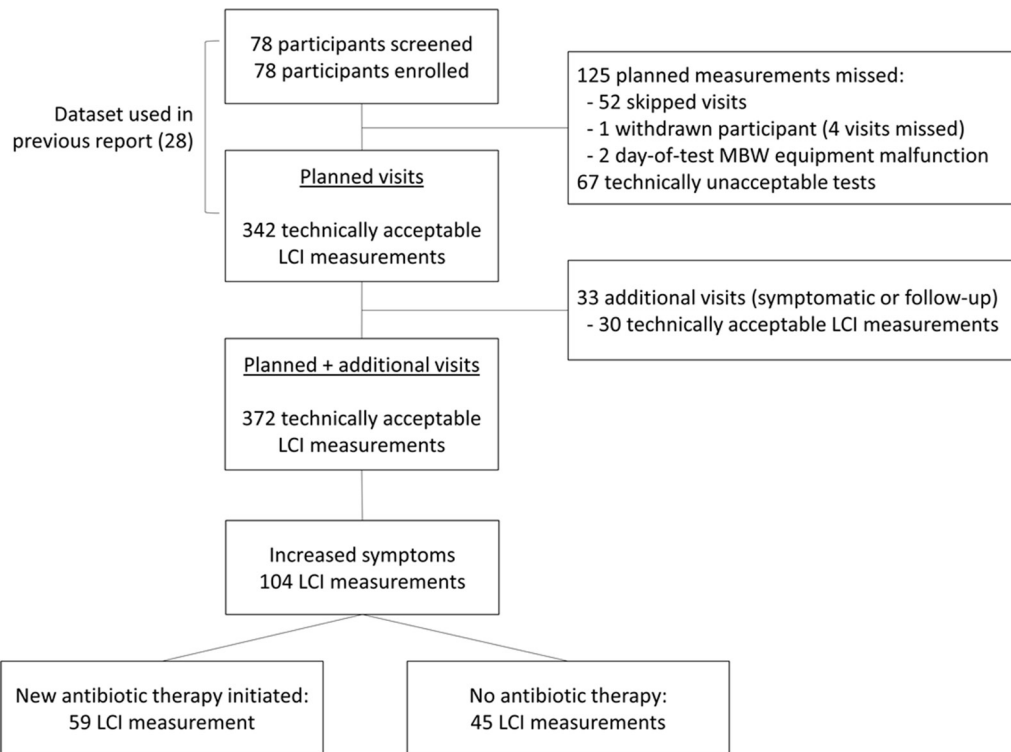 78 participants screened
78 participants enrolled
Dataset used in
previous report (28)
125 planned measurements missed:
- 52 skipped visits
- 1 withdrawn participant (4 visits missed)
- 2 day-of-test MBW equipment malfunction
67 technically unacceptable tests
Planned visits
342 technically acceptable
LCI measurements
33 additional visits (symptomatic or follow-up)
- 30 technically acceptable LCI measurements
Planned + additional visits
372 technically acceptable
LCI measurements
Increased symptoms
104 LCI measurements
New antibiotic therapy initiated:
59 LCI measurement
No antibiotic therapy:
45 LCI measurements